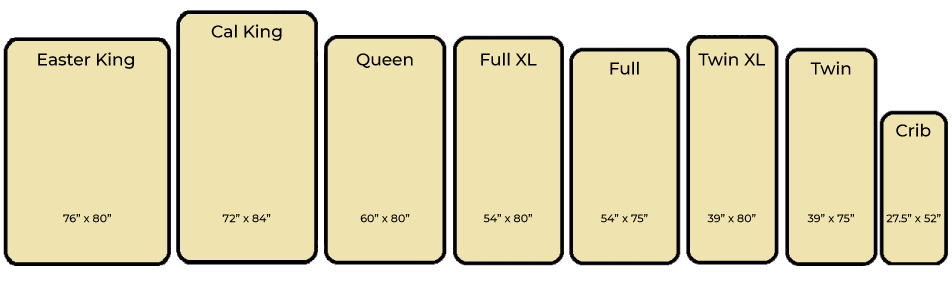 Easter King
76” x 80”
Cal King
72” x 84”
Queen
60” x 80”
Full XL
54” x 80”
Full
54” x 75”
Twin XL
39” x 80”
Twin
39” x 75”
Crib
27.5” x 52”